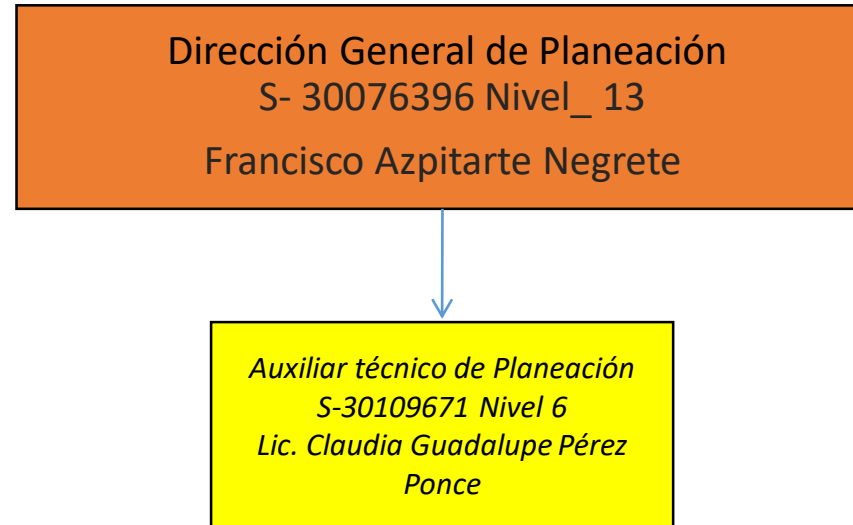 Dirección General de Planeación
S- 30076396 Nivel_ 13
Francisco Azpitarte Negrete
Auxiliar técnico de Planeación
S-30109671 Nivel 6
Lic. Claudia Guadalupe Pérez
Ponce